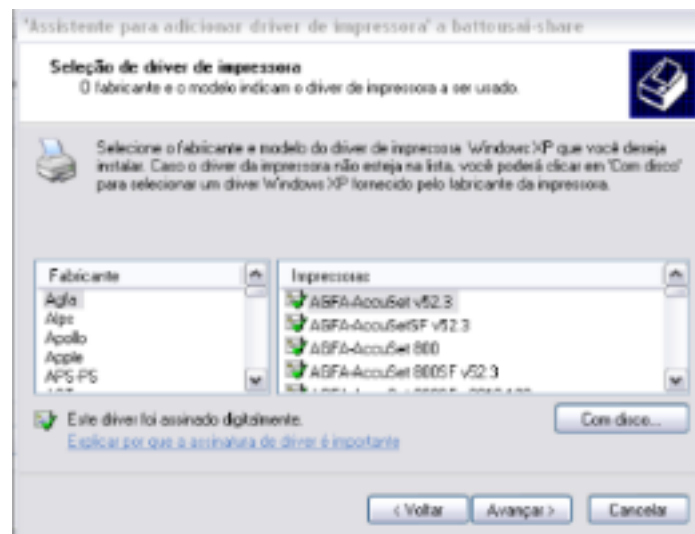 'Assistente para adicionar driver de impressora' a battousai-share
Seleção de driver de impressora
O fabricante e o modelo indicam o driver de impressora a ser usado.
Selecione o fabricante e modelo do driver de impressora Windows XP que você deseja
instalar. Caso o driver da impressora não esteja na lista, você poderá clicar em 'Com disco'
para selecionar um driver Windows XP fornecido pelo fabricante da impressora.
Fabricante
Agfa
Alps
Apollo
Apple
APS-PS
Impressoras
AGFA-AccuSet v52.3
AGFA-AccuSetSF v52.3
AGFA-AccuSet 800
AGFA-AccuSet 800SF v52.3
Este driver foi assinado digitalmente.
Com disco...
Explicar por que a assinatura de driver é importante
< Voltar
Avançar >
Cancelar